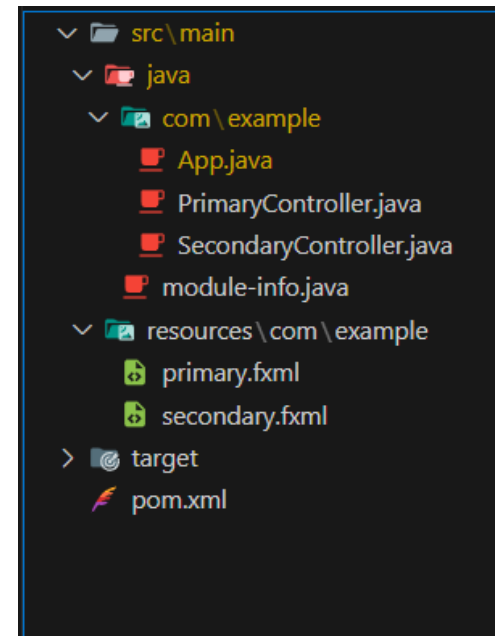 src\main
java
com\example
App.java
PrimaryController.java
SecondaryController.java
module-info.java
resources\com\example
primary.fxml
secondary.fxml
target
pom.xml